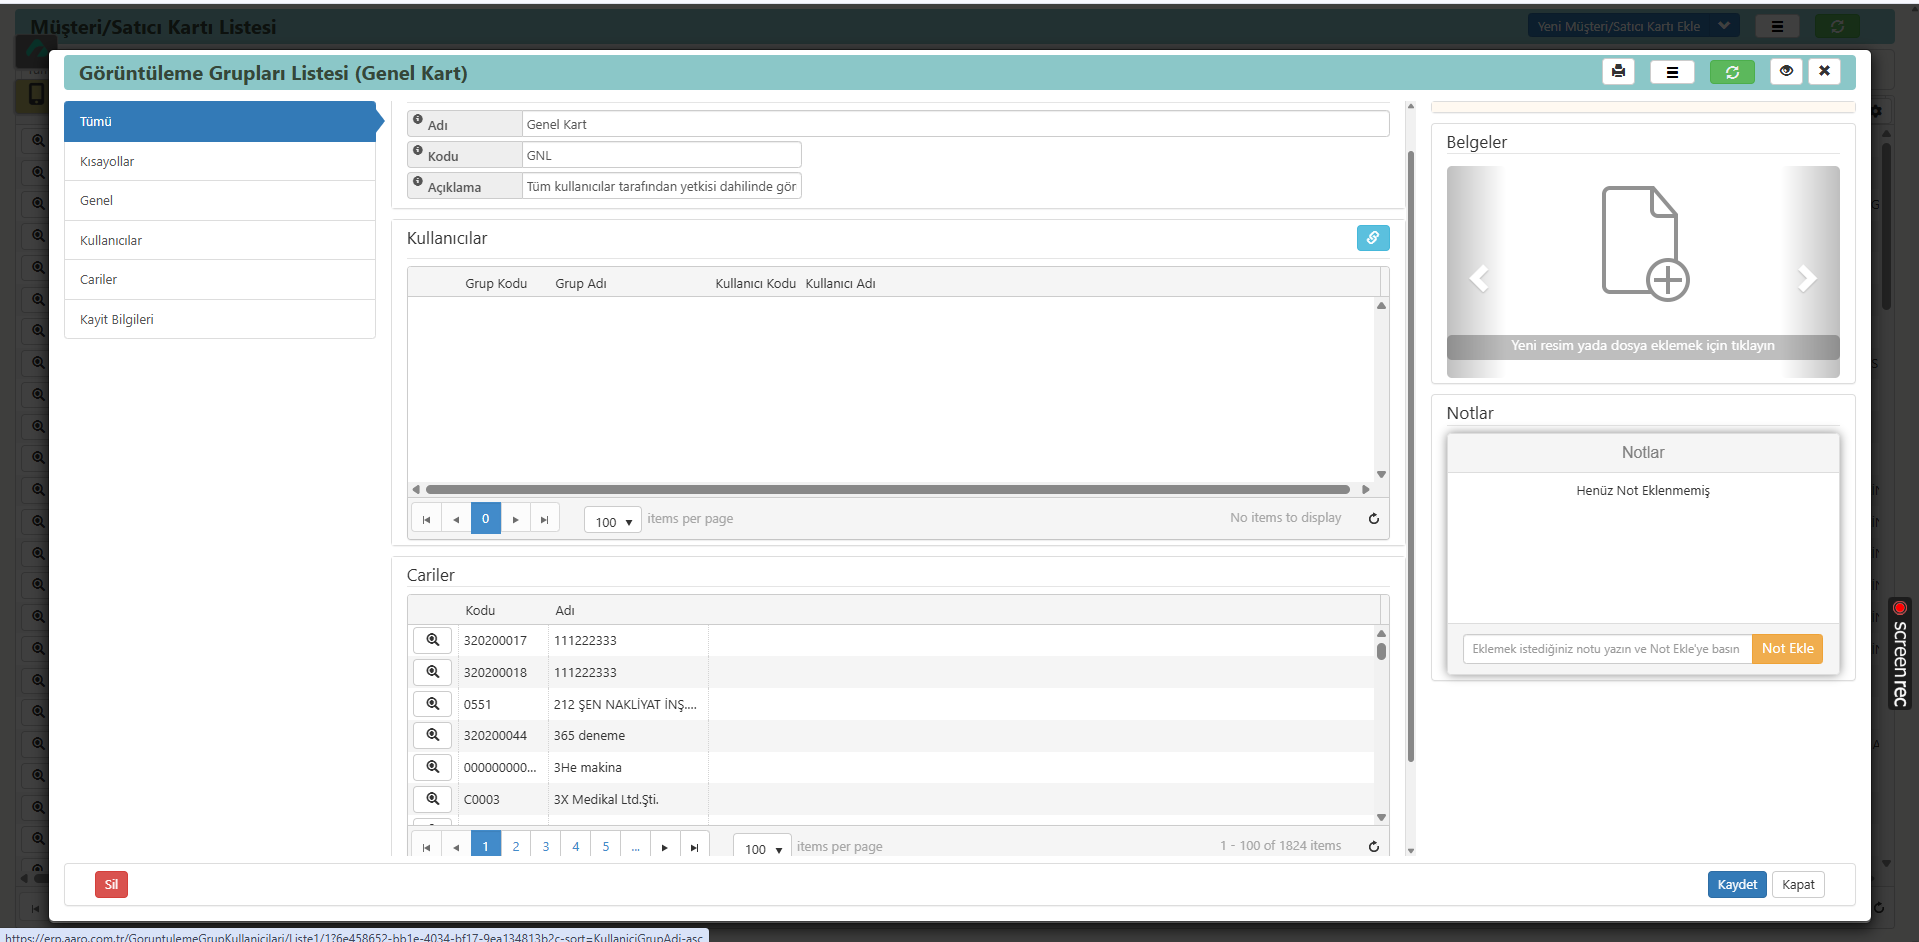 Müşteri/Satıcı Kartı Listesi
Yeni Müşteri/Satıcı Kartı Ekle
Görüntüleme Grupları Listesi (Genel Kart)
Tümü
Kısayollar
Genel
Kullanıcılar
Cariler
Kayit Bilgileri
Adı
Genel Kart
Kodu
GNL
Açıklama
Tüm kullanıcılar tarafından yetkisi dahilinde gör
Kullanıcılar
Grup Kodu Grup Adı Kullanıcı Kodu Kullanıcı Adı
0
100
items per page
No items to display
Cariler
Kodu Adı
320200017 111222333
320200018 111222333
0551 212 ŞEN NAKLİYAT İNŞ....
320200044 365 deneme
000000000... 3He makina
C0003 3X Medikal Ltd.Şti.
1 2 3 4 5 ...
100
items per page
1 - 100 of 1824 items
Belgeler
Yeni resim yada dosya eklemek için tıklayın
Notlar
Notlar
Henüz Not Eklenmemiş
Eklemek istediğiniz notu yazın ve Not Ekle'ye basın
Not Ekle
screenrec
Sil
Kaydet
Kapat
https://erp.aaro.com.tr/GoruntulemeGrupKullanicilari/Liste1/1?6e458652-bb1e-4034-bf17-9ea134813b2c-sort=KullaniciGrupAdi-asc